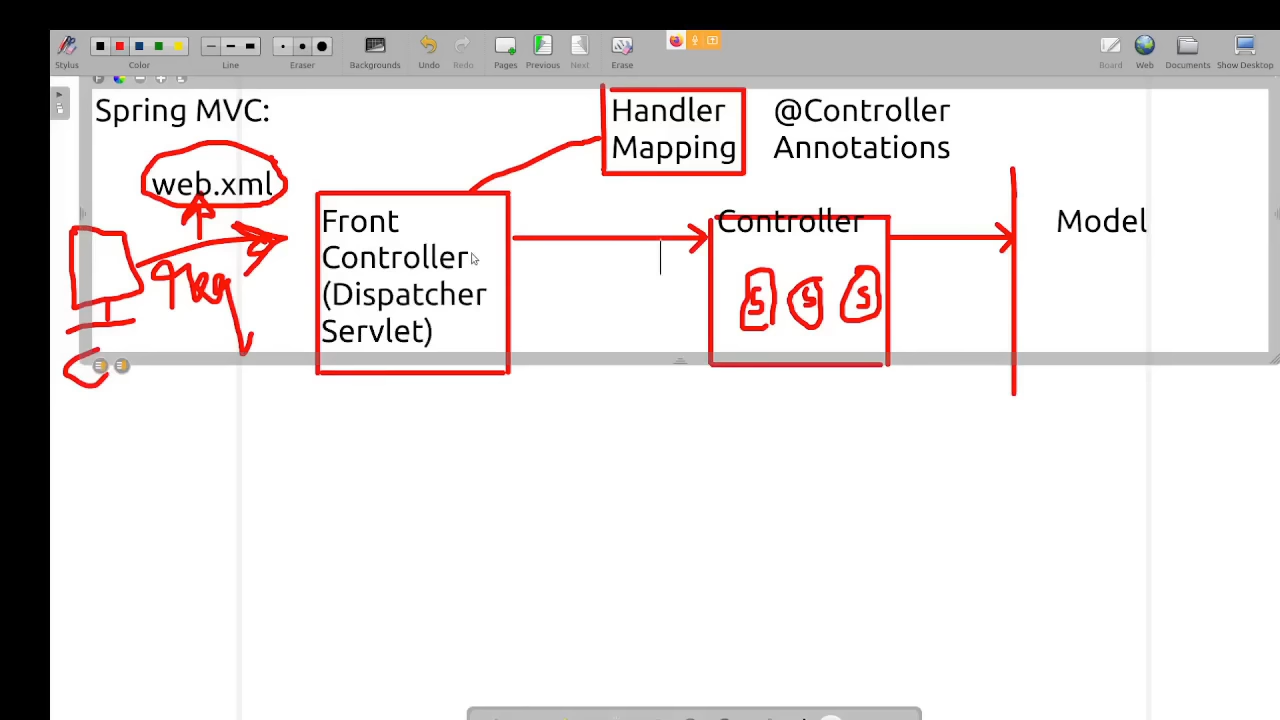 Stylus
Color
Line
Eraser
Backgrounds
Undo
Redo
Pages
Previous
Next
Erase
Board
Web
Documents
Show Desktop
Spring MVC:
Handler
Mapping
@Controller
Annotations
web.xml
Front
Controller
(Dispatcher
Servlet)
Controller
S S S
Model